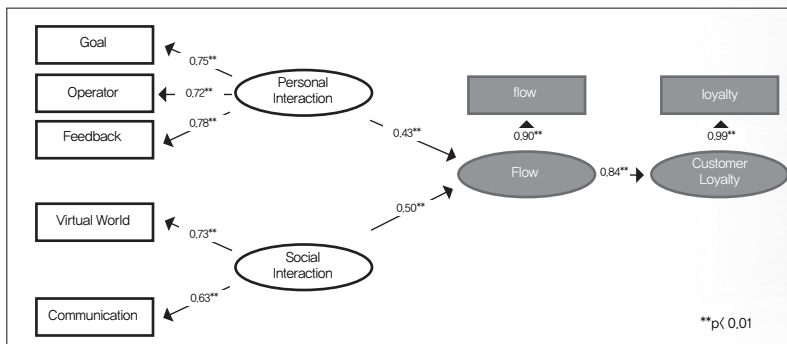 Goal
0,75**
Operator
0,72**
Personal
Interaction
Feedback
0,78**
0,43**
flow
loyalty
0,90**
0,99**
Flow
0,84**
Customer
Loyalty
Virtual World
0,73**
0,50**
Social
Interaction
Communication
0,63**
**p< 0,01